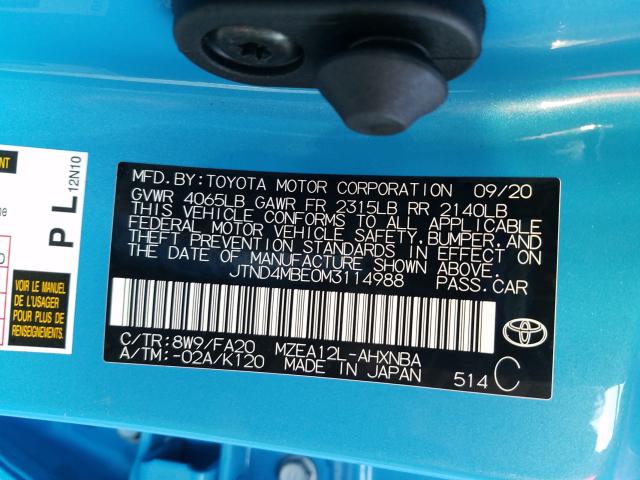 MFD. BY: TOYOTA MOTOR CORPORATION 09/20
GVWR 4065LB GAWR FR 2315LB RR 2140LB
THIS VEHICLE CONFORMS TO ALL APPLICABLE
FEDERAL MOTOR VEHICLE SAFETY, BUMPER, AND
THEFT PREVENTION STANDARDS IN EFFECT ON
THE DATE OF MANUFACTURE SHOWN ABOVE.
JTND4MBE0M3114988 PASS. CAR
C/TR: 8W9/FA20 MZEA12L-AHXNBA
A/TM: -02A/K120 MADE IN JAPAN
514 C
P L 12N10
VOIR LE MANUEL
DE L'USAGER
POUR PLUS DE
RENSEIGNEMENTS